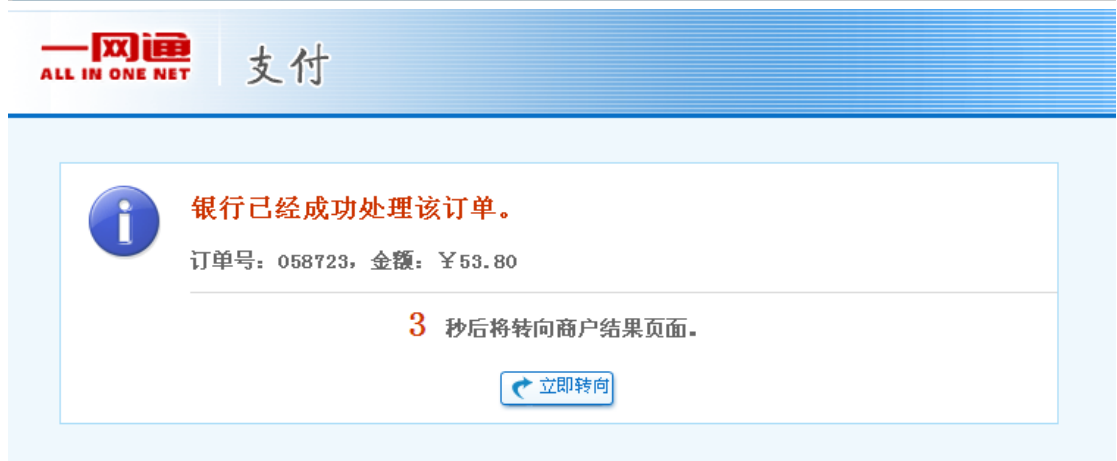 一网通
ALL IN ONE NET
支付
银行已经成功处理该订单。
订单号：058723，金额：￥53.80
3 秒后将转向商户结果页面。
立即转向